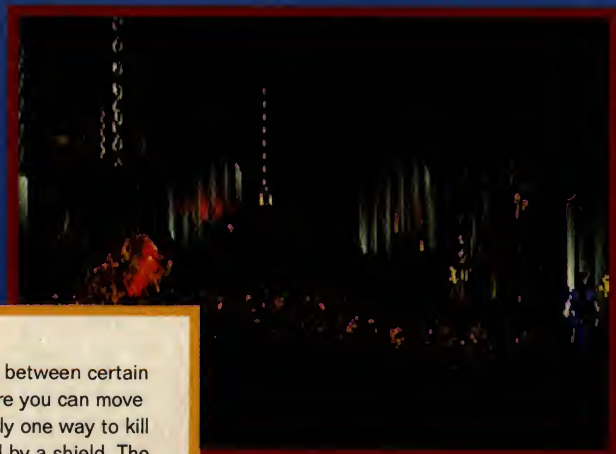 between certain
re you can move
ly one way to kill
by a shield. The